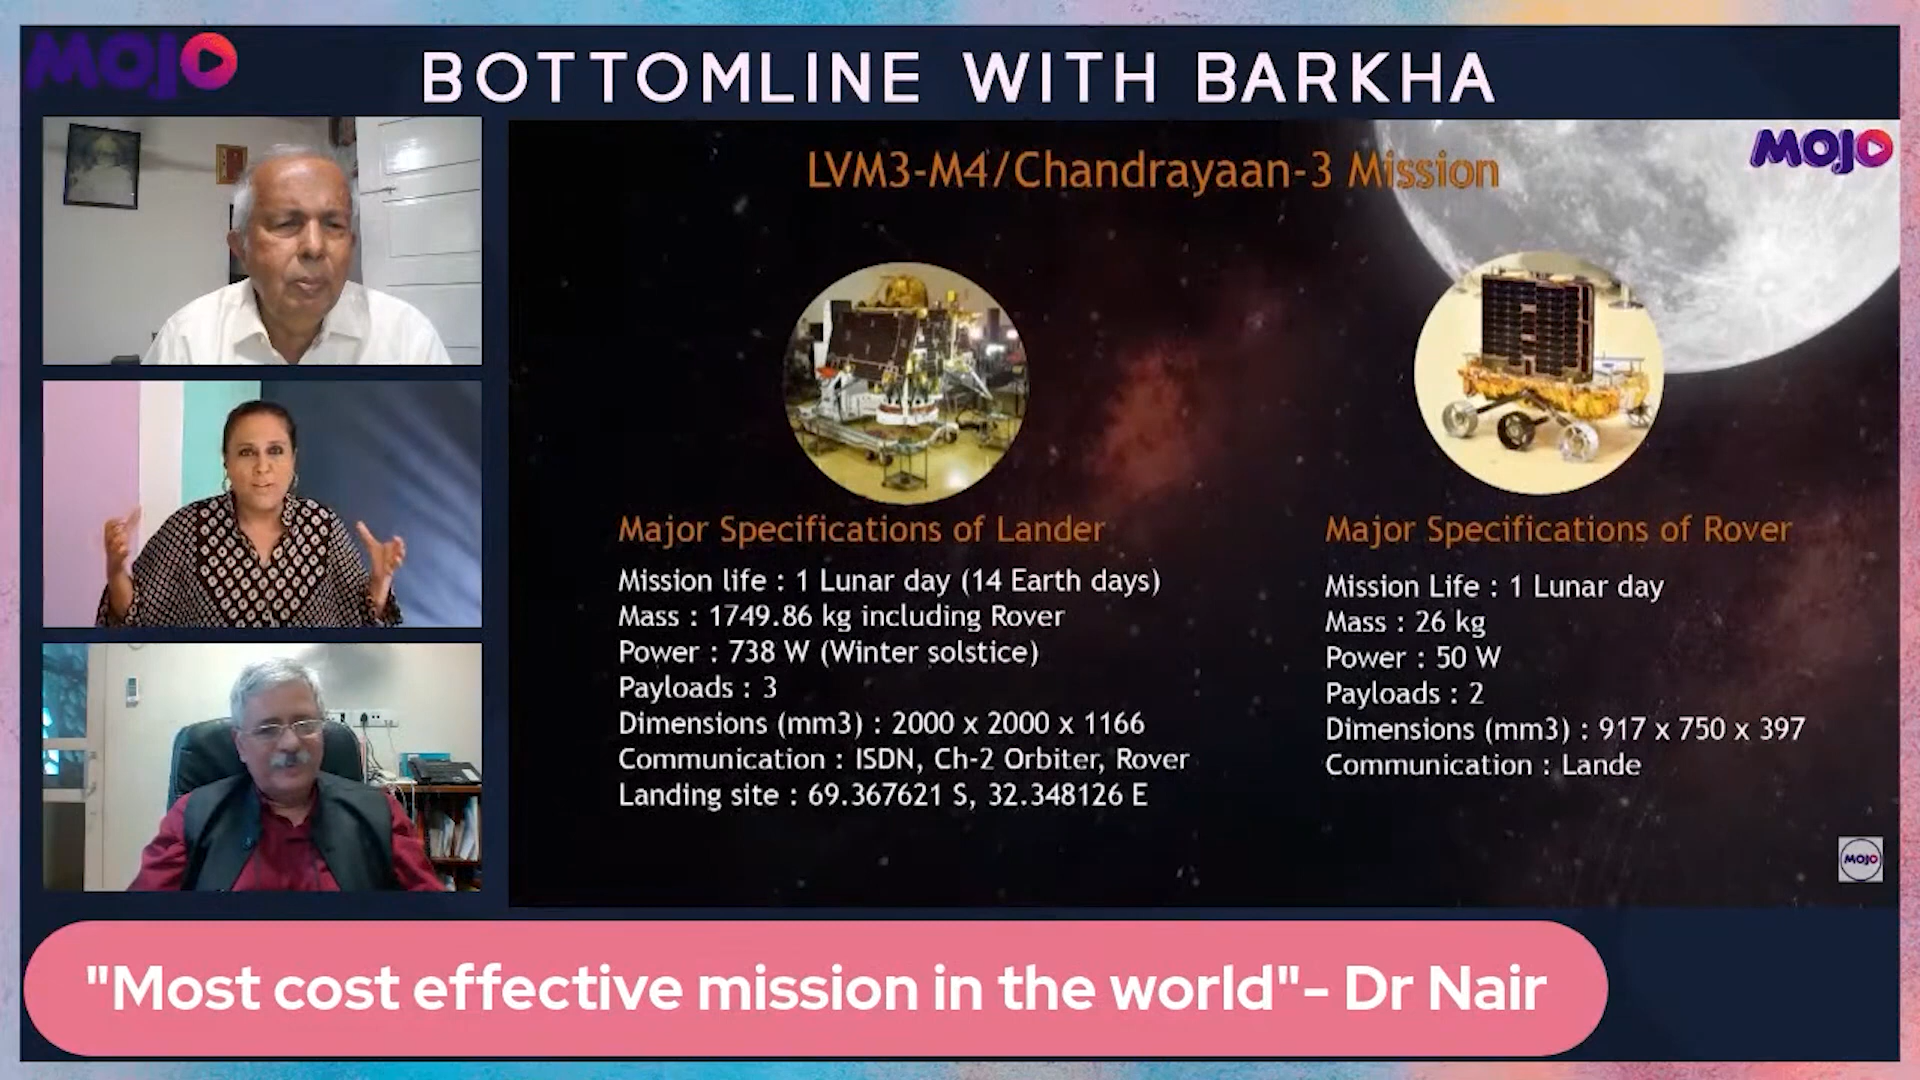 MOJO
BOTTOMLINE WITH BARKHA
MOJO
LVM3-M4/Chandrayaan-3 Mission
Major Specifications of Lander
Mission life : 1 Lunar day (14 Earth days)
Mass : 1749.86 kg including Rover
Power : 738 W (Winter solstice)
Payloads : 3
Dimensions (mm3) : 2000 x 2000 x 1166
Communication : ISDN, Ch-2 Orbiter, Rover
Landing site : 69.367621 S, 32.348126 E
Major Specifications of Rover
Mission Life : 1 Lunar day
Mass : 26 kg
Power : 50 W
Payloads : 2
Dimensions (mm3) : 917 x 750 x 397
Communication : Lande
MOJO
"Most cost effective mission in the world"- Dr Nair